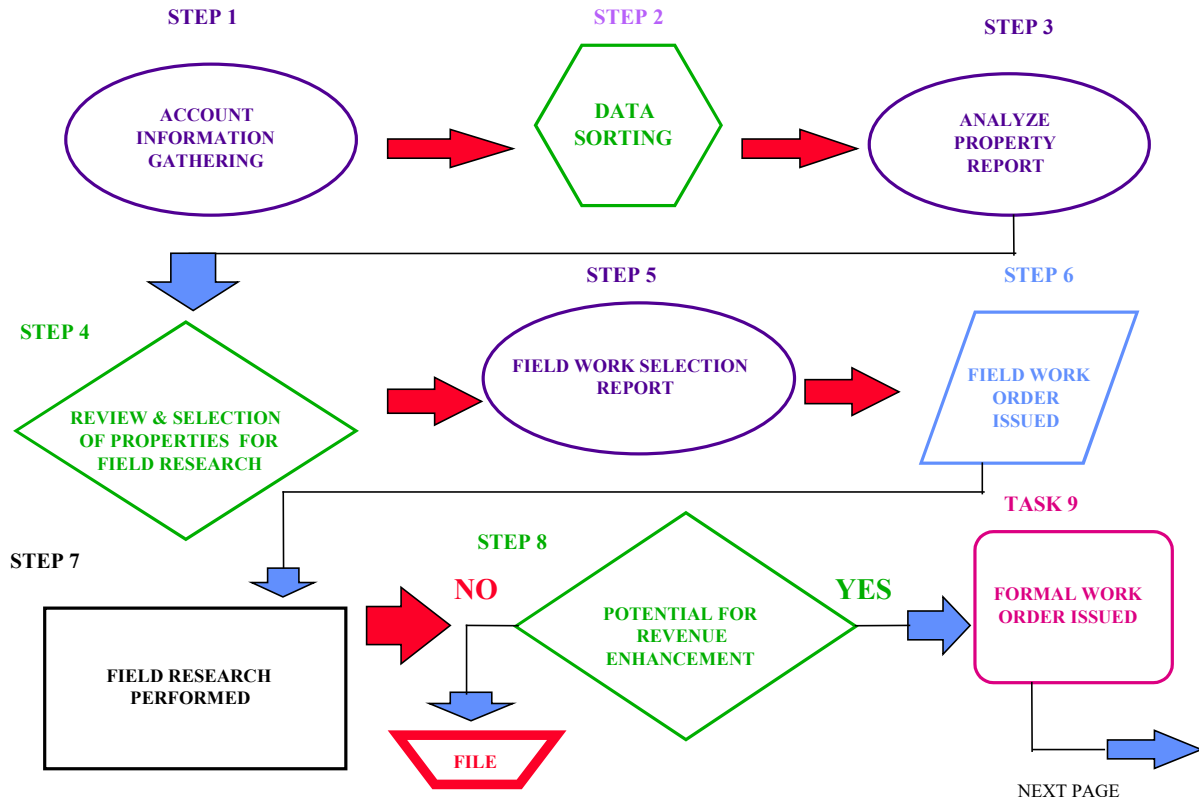 STEP 1
STEP 2
STEP 3
ACCOUNT
INFORMATION
GATHERING
DATA
SORTING
ANALYZE
PROPERTY
REPORT
STEP 4
STEP 5
STEP 6
REVIEW & SELECTION
OF PROPERTIES FOR
FIELD RESEARCH
FIELD WORK SELECTION
REPORT
FIELD WORK
ORDER
ISSUED
STEP 7
STEP 8
TASK 9
FIELD RESEARCH
PERFORMED
NO
POTENTIAL FOR
REVENUE
ENHANCEMENT
YES
FORMAL WORK
ORDER ISSUED
FILE
NEXT PAGE